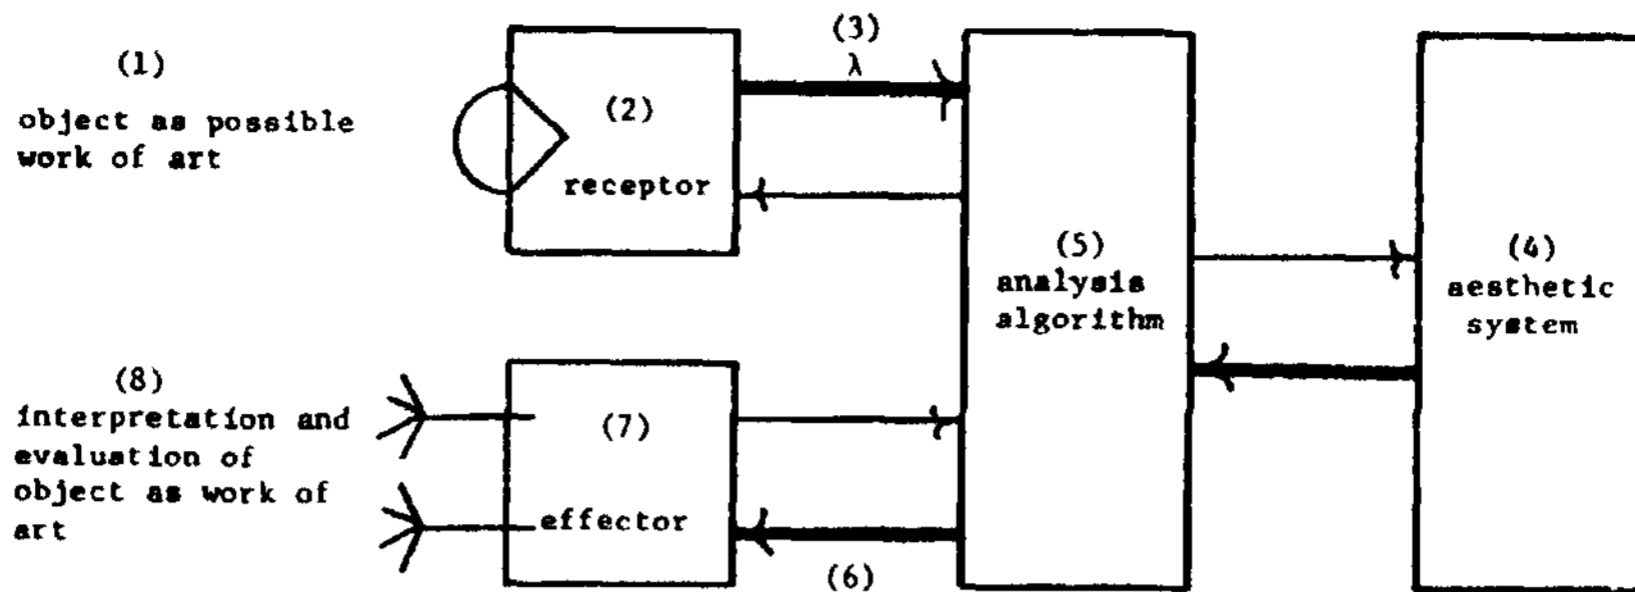 (1)
object as possible
work of art
(2)
receptor
(3)
λ
(5)
analysis
algorithm
(4)
aesthetic
system
(8)
interpretation and
evaluation of
object as work of
art
(7)
effector
(6)